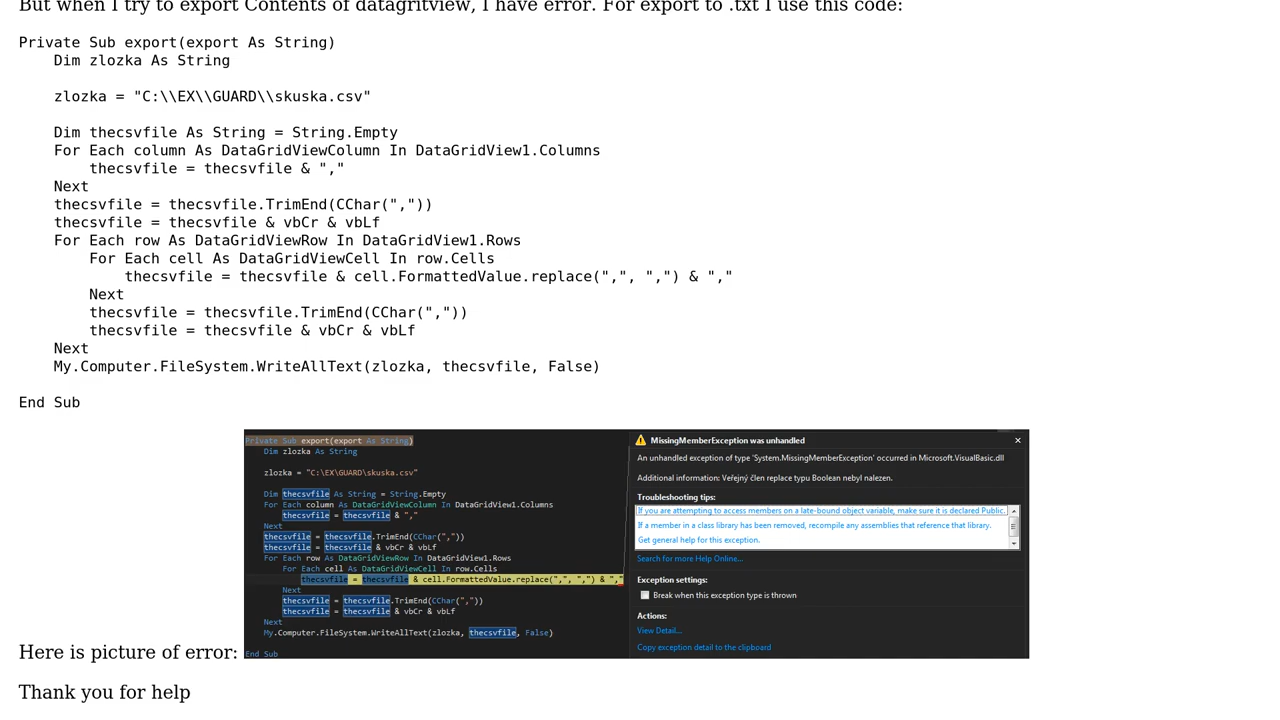 But when I try to export Contents of datagritview, I have error. For export to .txt I use this code:
Private Sub export(export As String)
    Dim zlozka As String
    zlozka = "C:\\EX\\GUARD\\skuska.csv"
    Dim thecsvfile As String = String.Empty
    For Each column As DataGridViewColumn In DataGridView1.Columns
        thecsvfile = thecsvfile & ","
    Next
    thecsvfile = thecsvfile.TrimEnd(CChar(","))
    thecsvfile = thecsvfile & vbCr & vbLf
    For Each row As DataGridViewRow In DataGridView1.Rows
        For Each cell As DataGridViewCell In row.Cells
            thecsvfile = thecsvfile & cell.FormattedValue.replace(",", ",") & ","
        Next
        thecsvfile = thecsvfile.TrimEnd(CChar(","))
        thecsvfile = thecsvfile & vbCr & vbLf
    Next
    My.Computer.FileSystem.WriteAllText(zlozka, thecsvfile, False)
End Sub
Private Sub export(export As String)
    Dim zlozka As String
    zlozka = "C:\EX\GUARD\skuska.csv"
    Dim thecsvfile As String = String.Empty
    For Each column As DataGridViewColumn In DataGridView1.Columns
        thecsvfile = thecsvfile & ","
    Next
    thecsvfile = thecsvfile.TrimEnd(CChar(","))
    thecsvfile = thecsvfile & vbCr & vbLf
    For Each row As DataGridViewRow In DataGridView1.Rows
        For Each cell As DataGridViewCell In row.Cells
            thecsvfile = thecsvfile & cell.FormattedValue.replace(",", ",") & ","
        Next
        thecsvfile = thecsvfile.TrimEnd(CChar(","))
        thecsvfile = thecsvfile & vbCr & vbLf
    Next
    My.Computer.FileSystem.WriteAllText(zlozka, thecsvfile, False)
End Sub
MissingMemberException was unhandled
An unhandled exception of type 'System.MissingMemberException' occurred in Microsoft.VisualBasic.dll
Additional information: Veřejný člen replace typu Boolean nebyl nalezen.
Troubleshooting tips:
If you are attempting to access members on a late-bound object variable, make sure it is declared Public.
If a member in a class library has been removed, recompile any assemblies that reference that library.
Get general help for this exception.
Search for more Help Online...
Exception settings:
Break when this exception type is thrown
Actions:
View Detail...
Copy exception detail to the clipboard
Here is picture of error:
Thank you for help